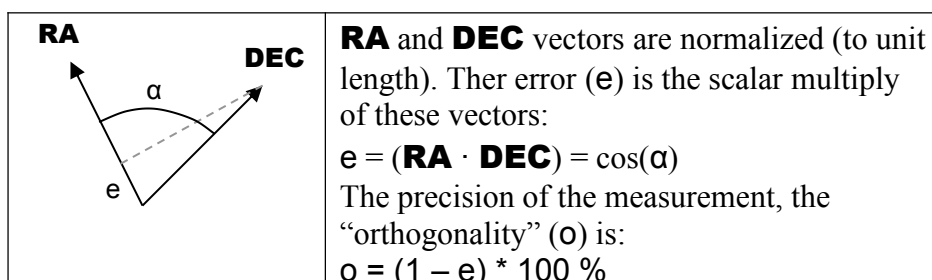 RA
DEC
α
e
RA and DEC vectors are normalized (to unit
length). Ther error (e) is the scalar multiply
of these vectors:
e = (RA · DEC) = cos(α)
The precision of the measurement, the
“orthogonality” (o) is:
o = (1 – e) * 100 %